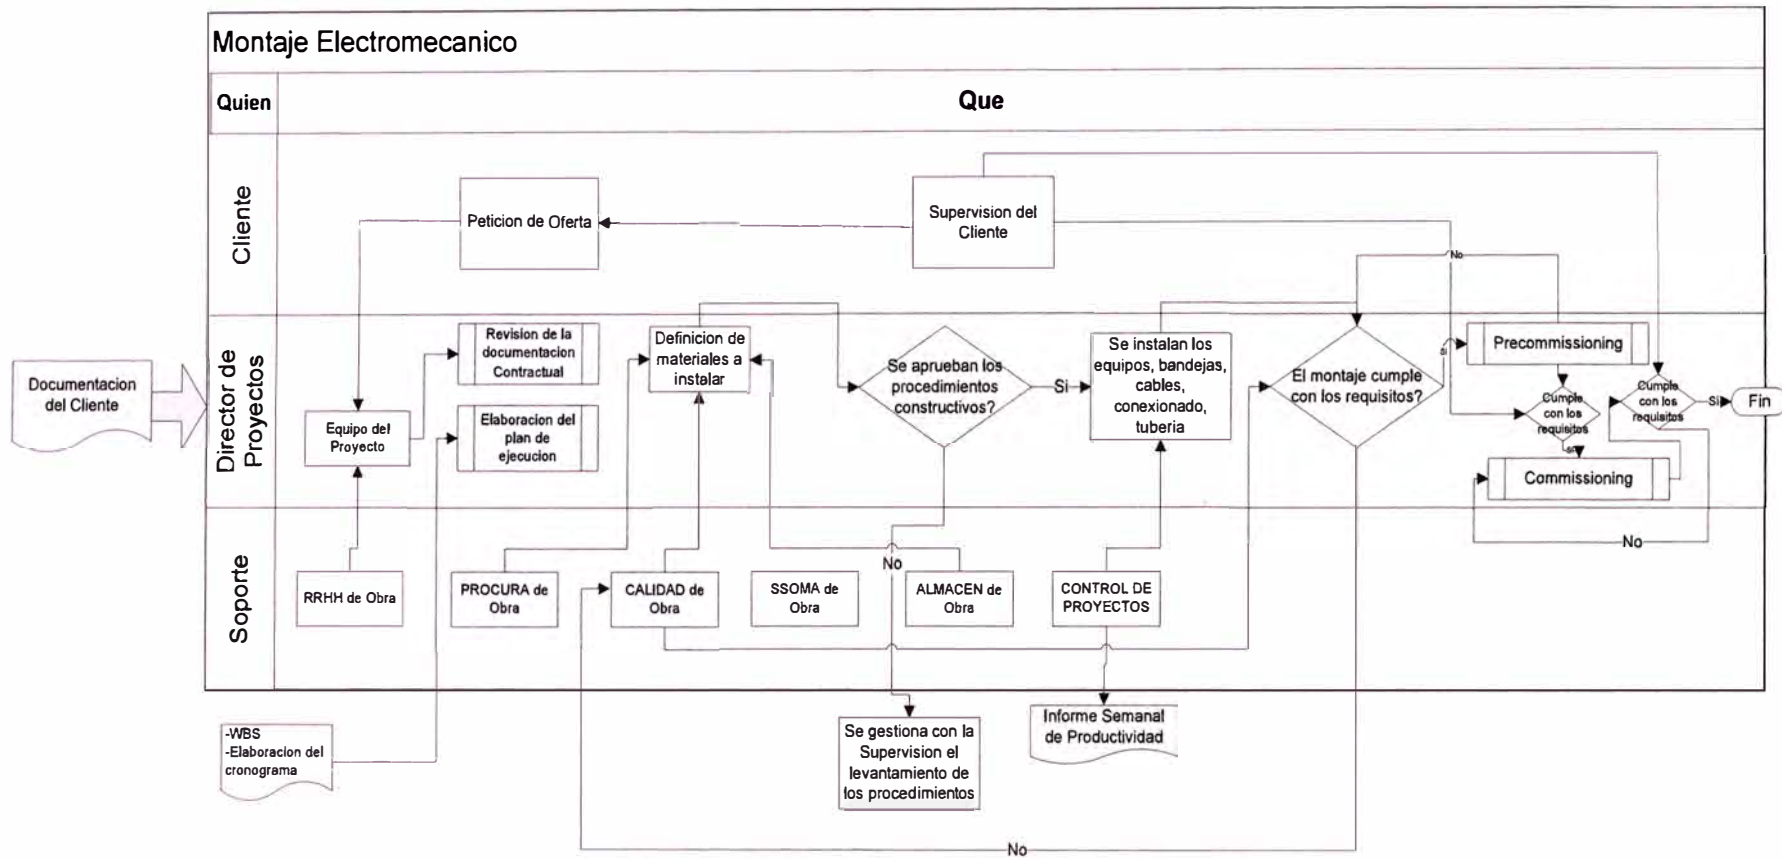 Montaje Electromecanico
Quien
Que
Cliente
Peticion de Oferta
Supervision del
Cliente
No
Documentacion
del Cliente
Director de
Proyectos
Equipo del
Proyecto
Revision de la
documentacion
Contractual
Elaboracion del
plan de
ejecucion
Definicion de
materiales a
instalar
Se aprueban los
procedimientos
constructivos?
Si
Se instalan los
equipos, bandejas,
cables,
conexionado,
tuberia
El montaje cumple
con los requisitos?
si
Precommissioning
Cumple
con los
requisitos
si
Commissioning
Cumple
con los
requisitos
Si
Fin
No
Soporte
RRHH de Obra
PROCURA de
Obra
CALIDAD de
Obra
SSOMA de
Obra
ALMACEN de
Obra
CONTROL DE
PROYECTOS
No
-WBS
-Elaboracion del
cronograma
Se gestiona con la
Supervision el
levantamiento de
los procedimientos
Informe Semanal
de Productividad
No